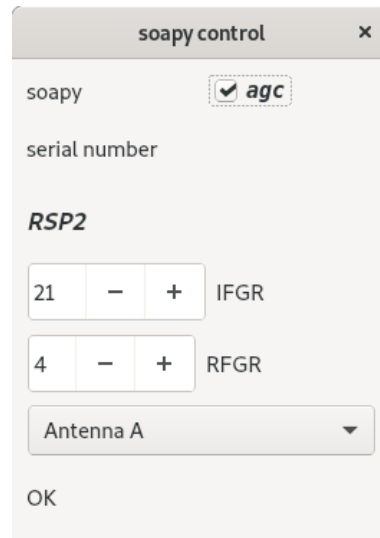 soapy control ×
soapy agc
serial number
RSP2
21 − + IFGR
4 − + RFGR
Antenna A
OK